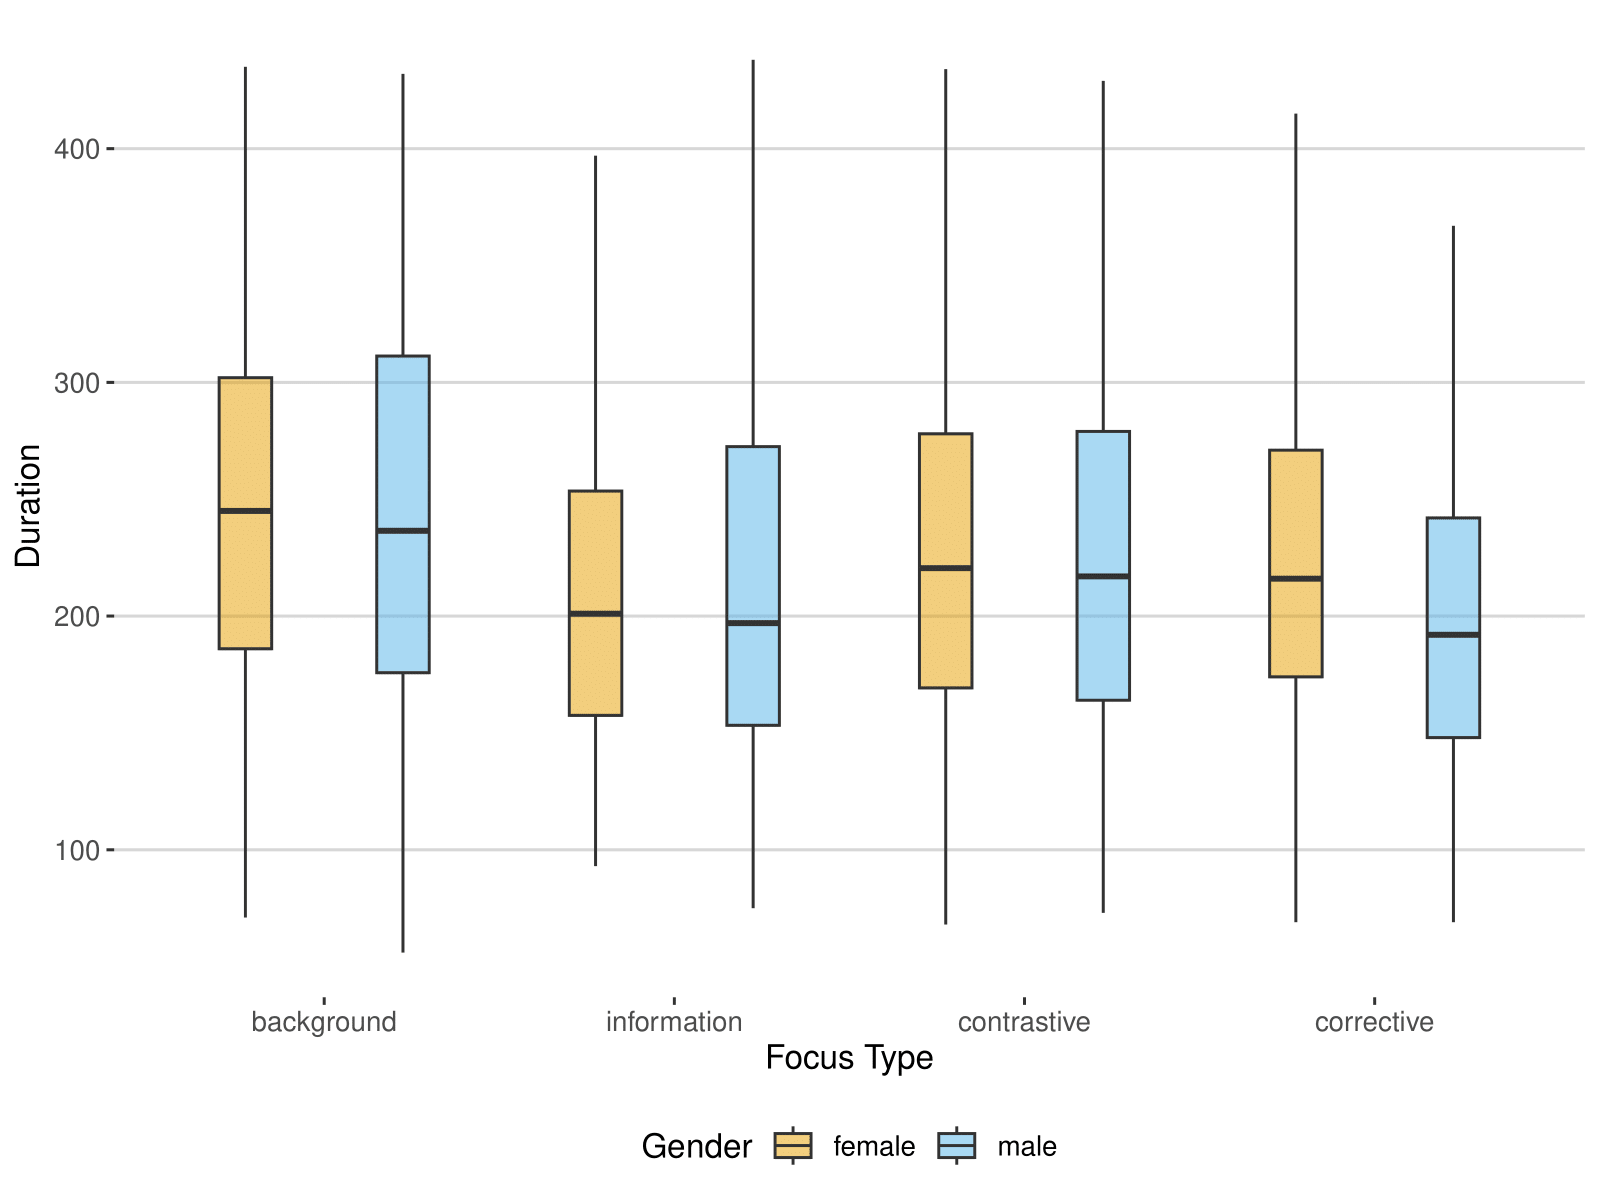 400
300
200
100
Duration
background information contrastive corrective
Focus Type
Gender female male